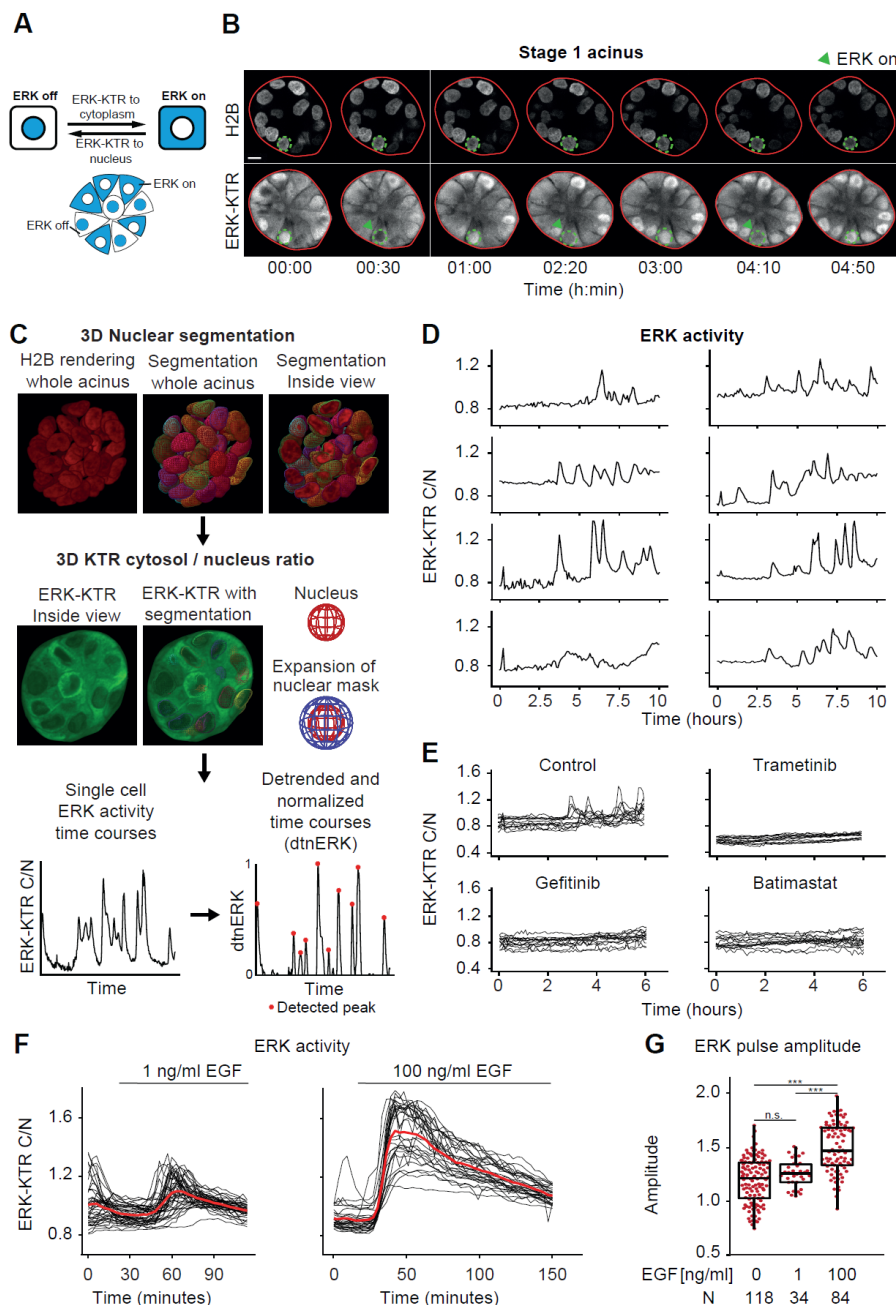 A
ERK off
ERK-KTR to
cytoplasm
ERK on
ERK-KTR to
nucleus
ERK on
ERK off
B
Stage 1 acinus
ERK on
H2B
ERK-KTR
00:00 00:30 01:00 02:20 03:00 04:10 04:50
Time (h:min)
C
3D Nuclear segmentation
H2B rendering
whole acinus
Segmentation
whole acinus
Segmentation
Inside view
3D KTR cytosol / nucleus ratio
ERK-KTR
Inside view
ERK-KTR with
segmentation
Nucleus
Expansion of
nuclear mask
Single cell
ERK activity
time courses
Detrended and
normalized
time courses
(dtnERK)
ERK-KTR C/N
Time
1
dtnERK
0
Time
Detected peak
D
ERK activity
ERK-KTR C/N
1.2
0.8
1.2
0.8
1.2
0.8
1.2
0.8
0 2.5 5 7.5 10
0 2.5 5 7.5 10
Time (hours)
Time (hours)
E
ERK-KTR C/N
Control
Trametinib
1.6
1.2
0.8
0.4
Gefitinib
Batimastat
1.6
1.2
0.8
0.4
0 2 4 6
0 2 4 6
Time (hours)
F
ERK activity
1 ng/ml EGF
100 ng/ml EGF
ERK-KTR C/N
1.6
1.2
0.8
0 30 60 90
Time (minutes)
0 50 100 150
Time (minutes)
G
ERK pulse amplitude
Amplitude
2.0
1.5
1.0
0.5
***
***
n.s.
EGF[ng/ml] 0 1 100
N 118 34 84